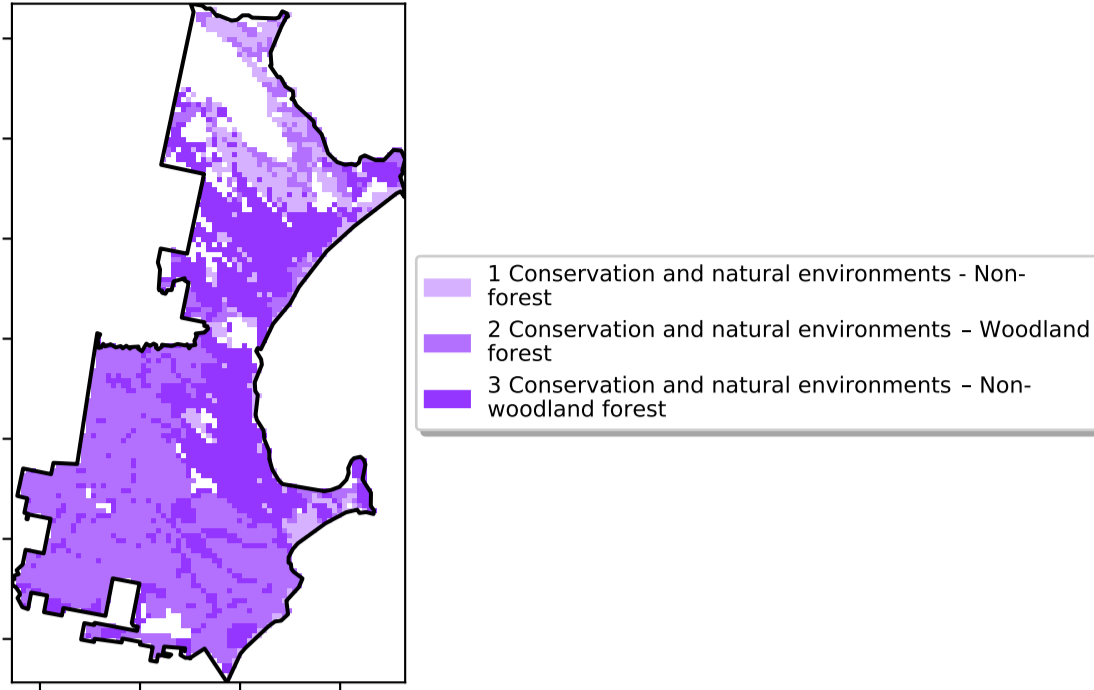 1 Conservation and natural environments - Non-
forest
2 Conservation and natural environments – Woodland
forest
3 Conservation and natural environments – Non-
woodland forest